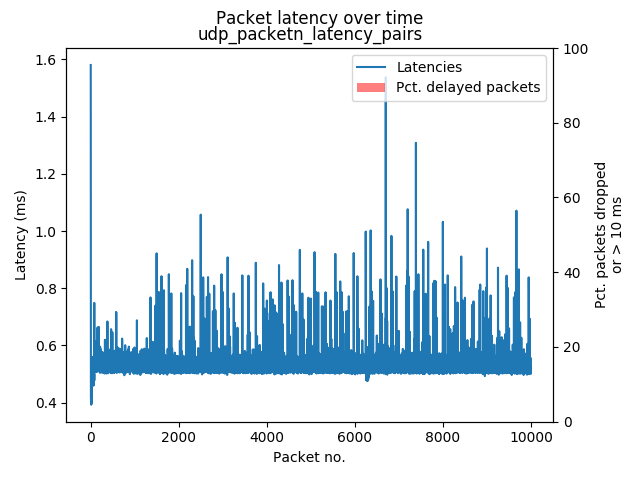 Packet latency over time
udp_packetn_latency_pairs
Latencies
Pct. delayed packets
Latency (ms)
1.6
1.4
1.2
1.0
0.8
0.6
0.4
100
80
60
40
20
0
Pct. packets dropped
or > 10 ms
0
2000
4000
6000
8000
10000
Packet no.